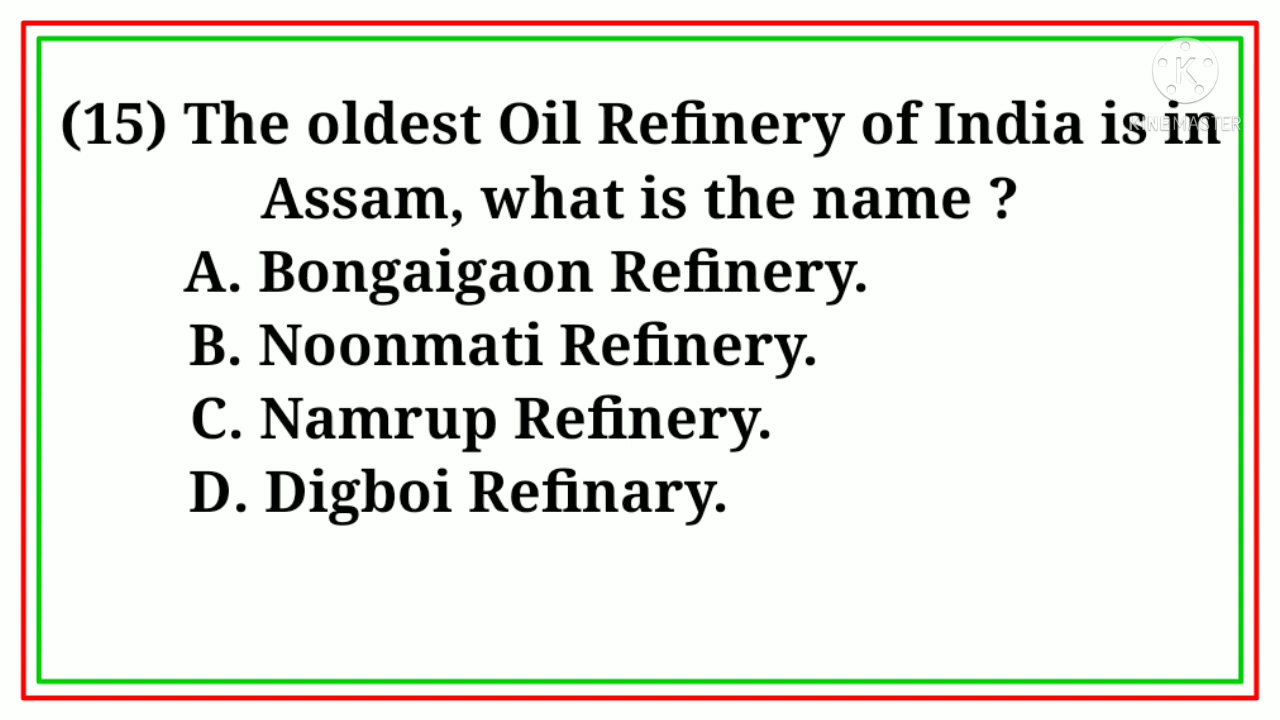 (15) The oldest Oil Refinery of India is in
Assam, what is the name ?
A. Bongaigaon Refinery.
B. Noonmati Refinery.
C. Namrup Refinery.
D. Digboi Refinary.
K
KINEMASTER